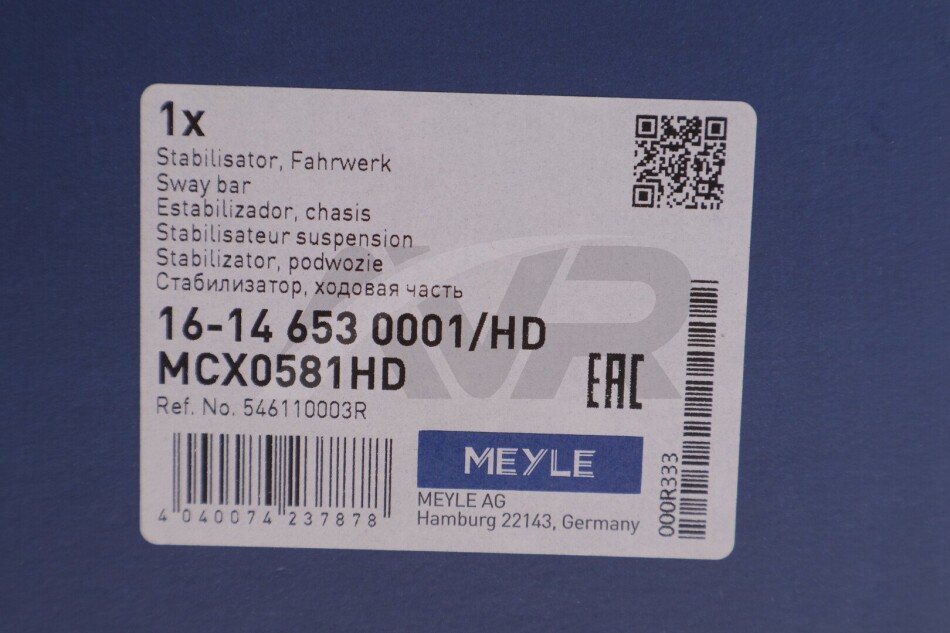 1x
Stabilisator, Fahrwerk
Sway bar
Estabilizador, chasis
Stabilisateur suspension
Stabilizator, podwozie
Стабилизатор, ходовая часть
16-14 653 0001/HD
MCX0581HD
Ref. No. 546110003R
EAC
MEYLE
MEYLE AG
Hamburg 22143, Germany
4 040074 237878
000R333